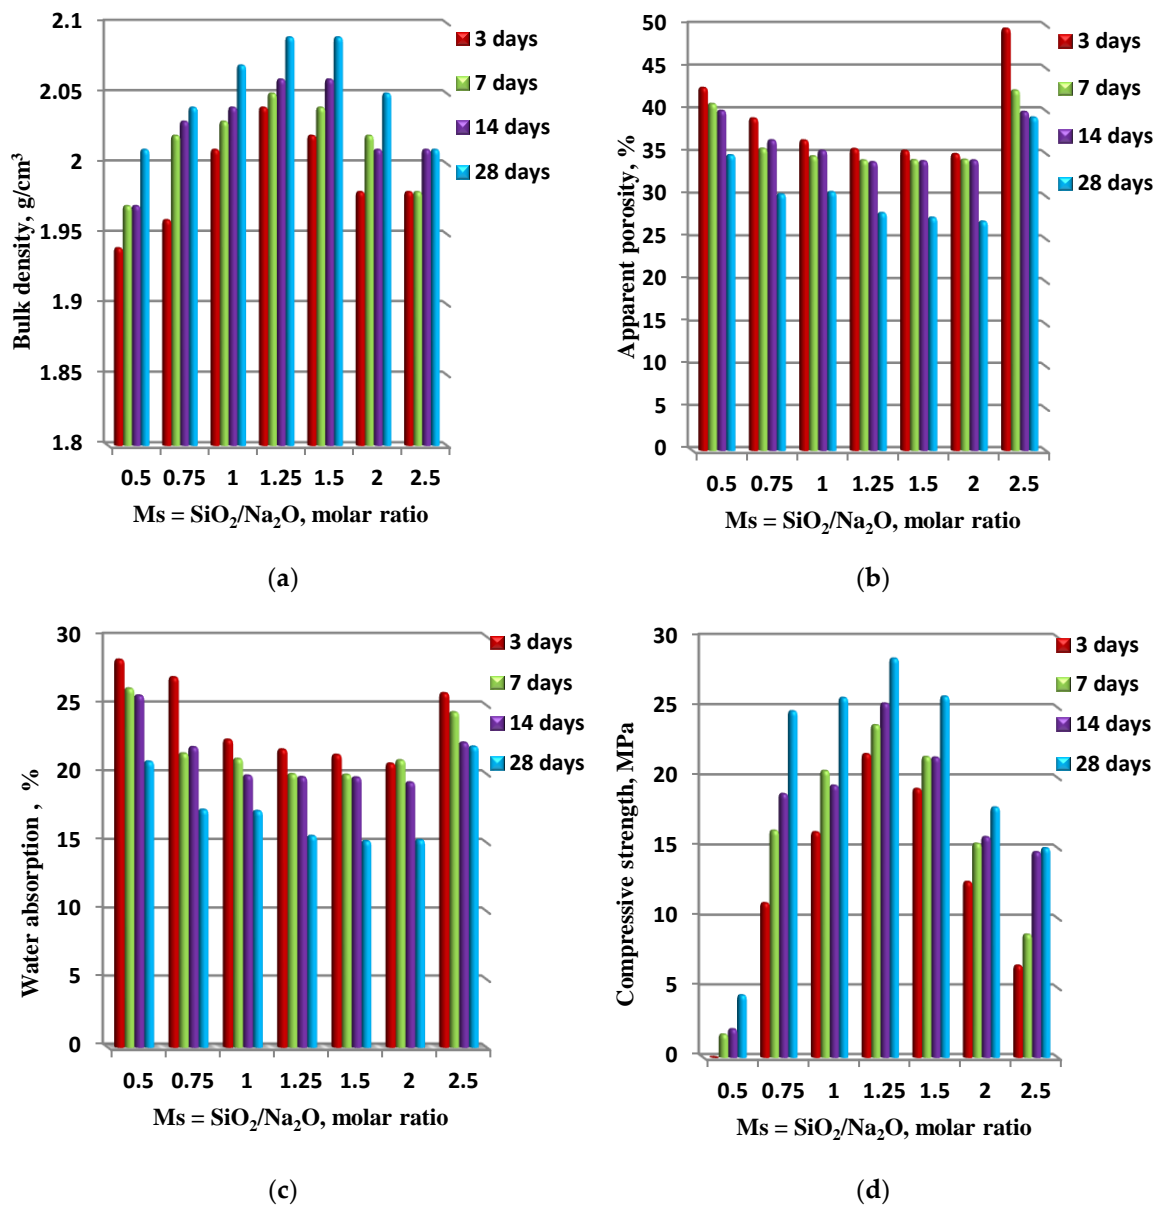 2.1
2.05
2
1.95
1.9
1.85
1.8
Bulk density, g/cm³
0.5 0.75 1 1.25 1.5 2 2.5
Ms = SiO₂/Na₂O, molar ratio
3 days
7 days
14 days
28 days
(a)
50
45
40
35
30
25
20
15
10
5
0
Apparent porosity, %
0.5 0.75 1 1.25 1.5 2 2.5
Ms = SiO₂/Na₂O, molar ratio
3 days
7 days
14 days
28 days
(b)
30
25
20
15
10
5
0
Water absorption , %
0.5 0.75 1 1.25 1.5 2 2.5
Ms = SiO₂/Na₂O, molar ratio
3 days
7 days
14 days
28 days
(c)
30
25
20
15
10
5
0
Compressive strength, MPa
0.5 0.75 1 1.25 1.5 2 2.5
Ms = SiO₂/Na₂O, molar ratio
3 days
7 days
14 days
28 days
(d)